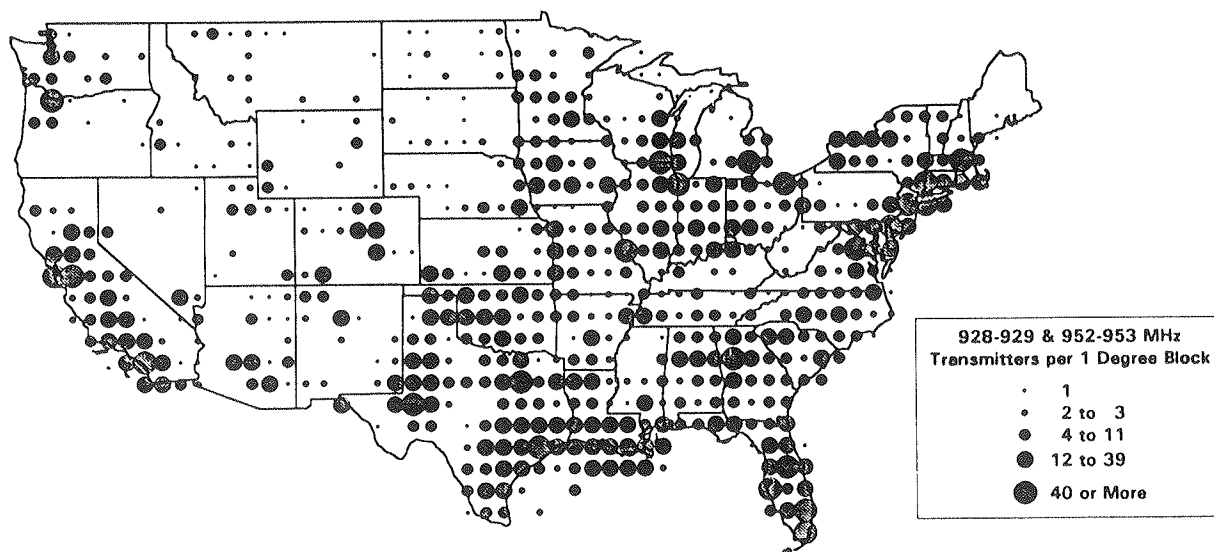 928-929 & 952-953 MHz
Transmitters per 1 Degree Block
1
2 to 3
4 to 11
12 to 39
40 or More